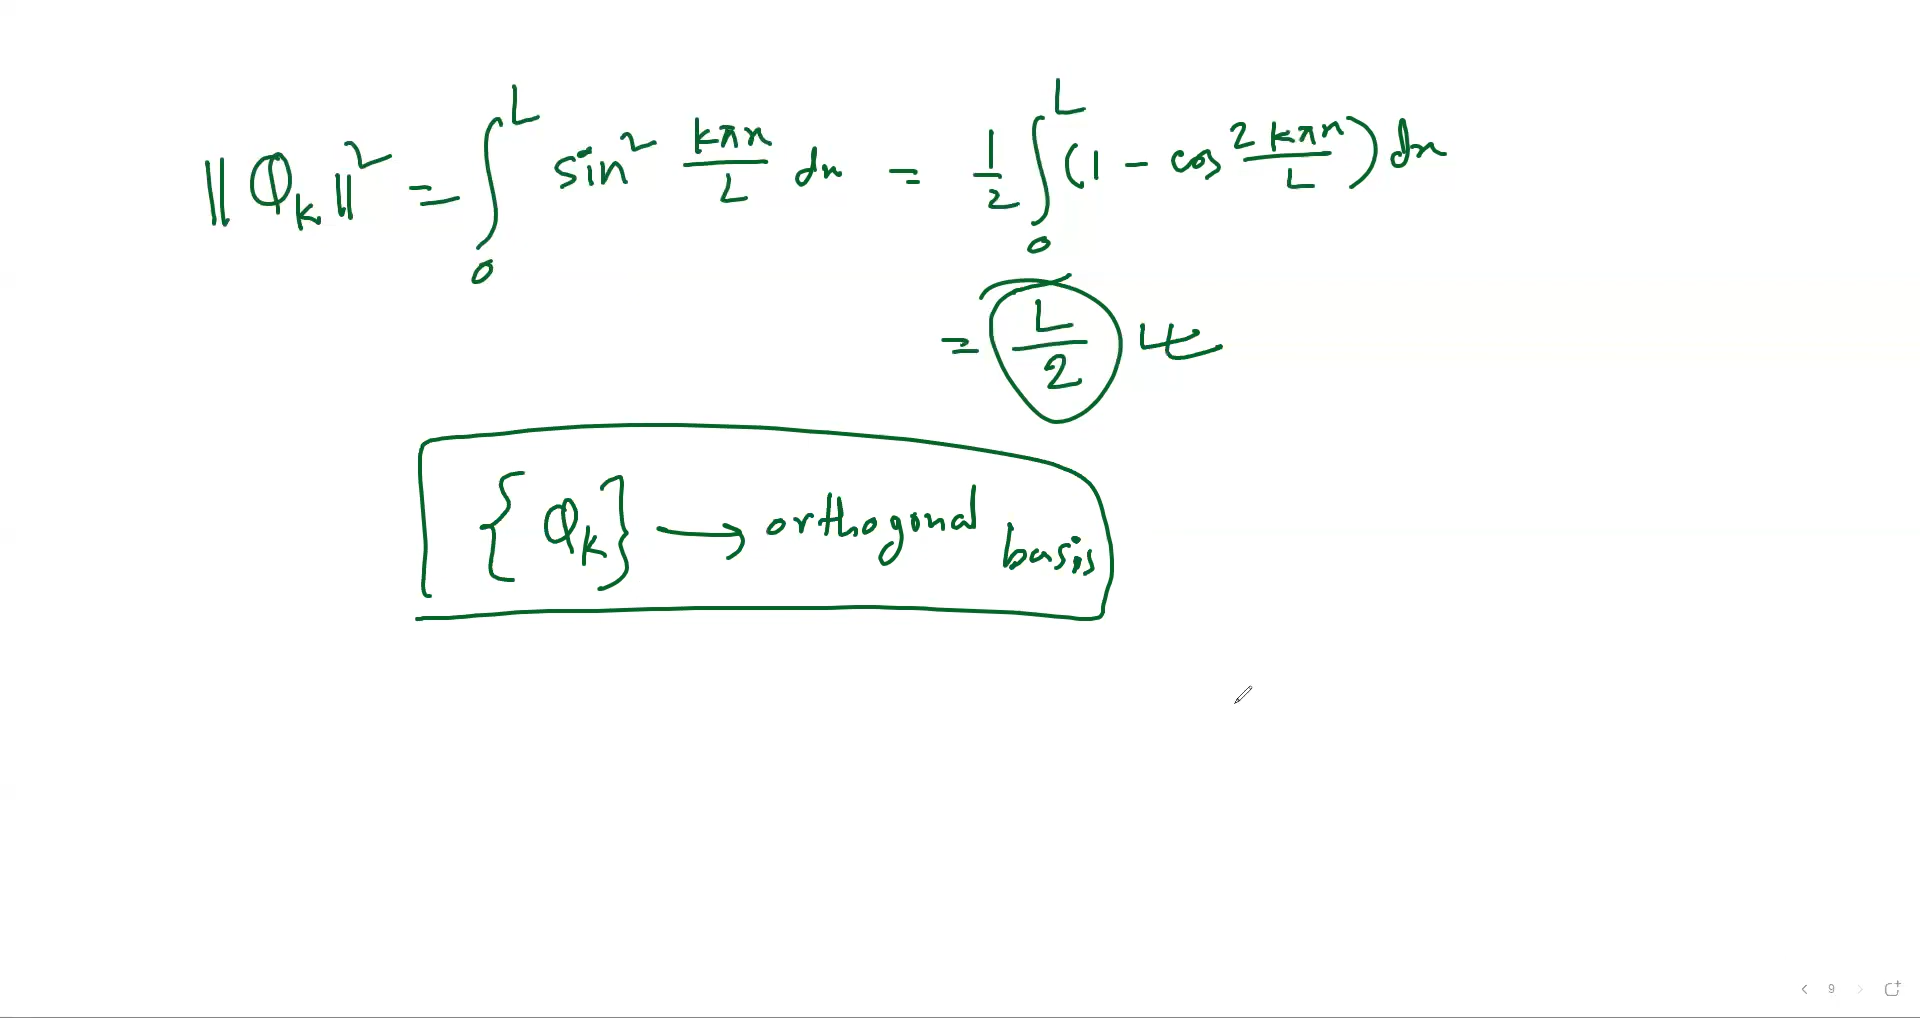 ‖Φₖ‖² = ∫₀ᴸ sin² (kπx/L) dx = 1/2 ∫₀ᴸ (1 - cos (2kπx/L)) dx
= L/2
{Φₖ} → orthogonal basis
9